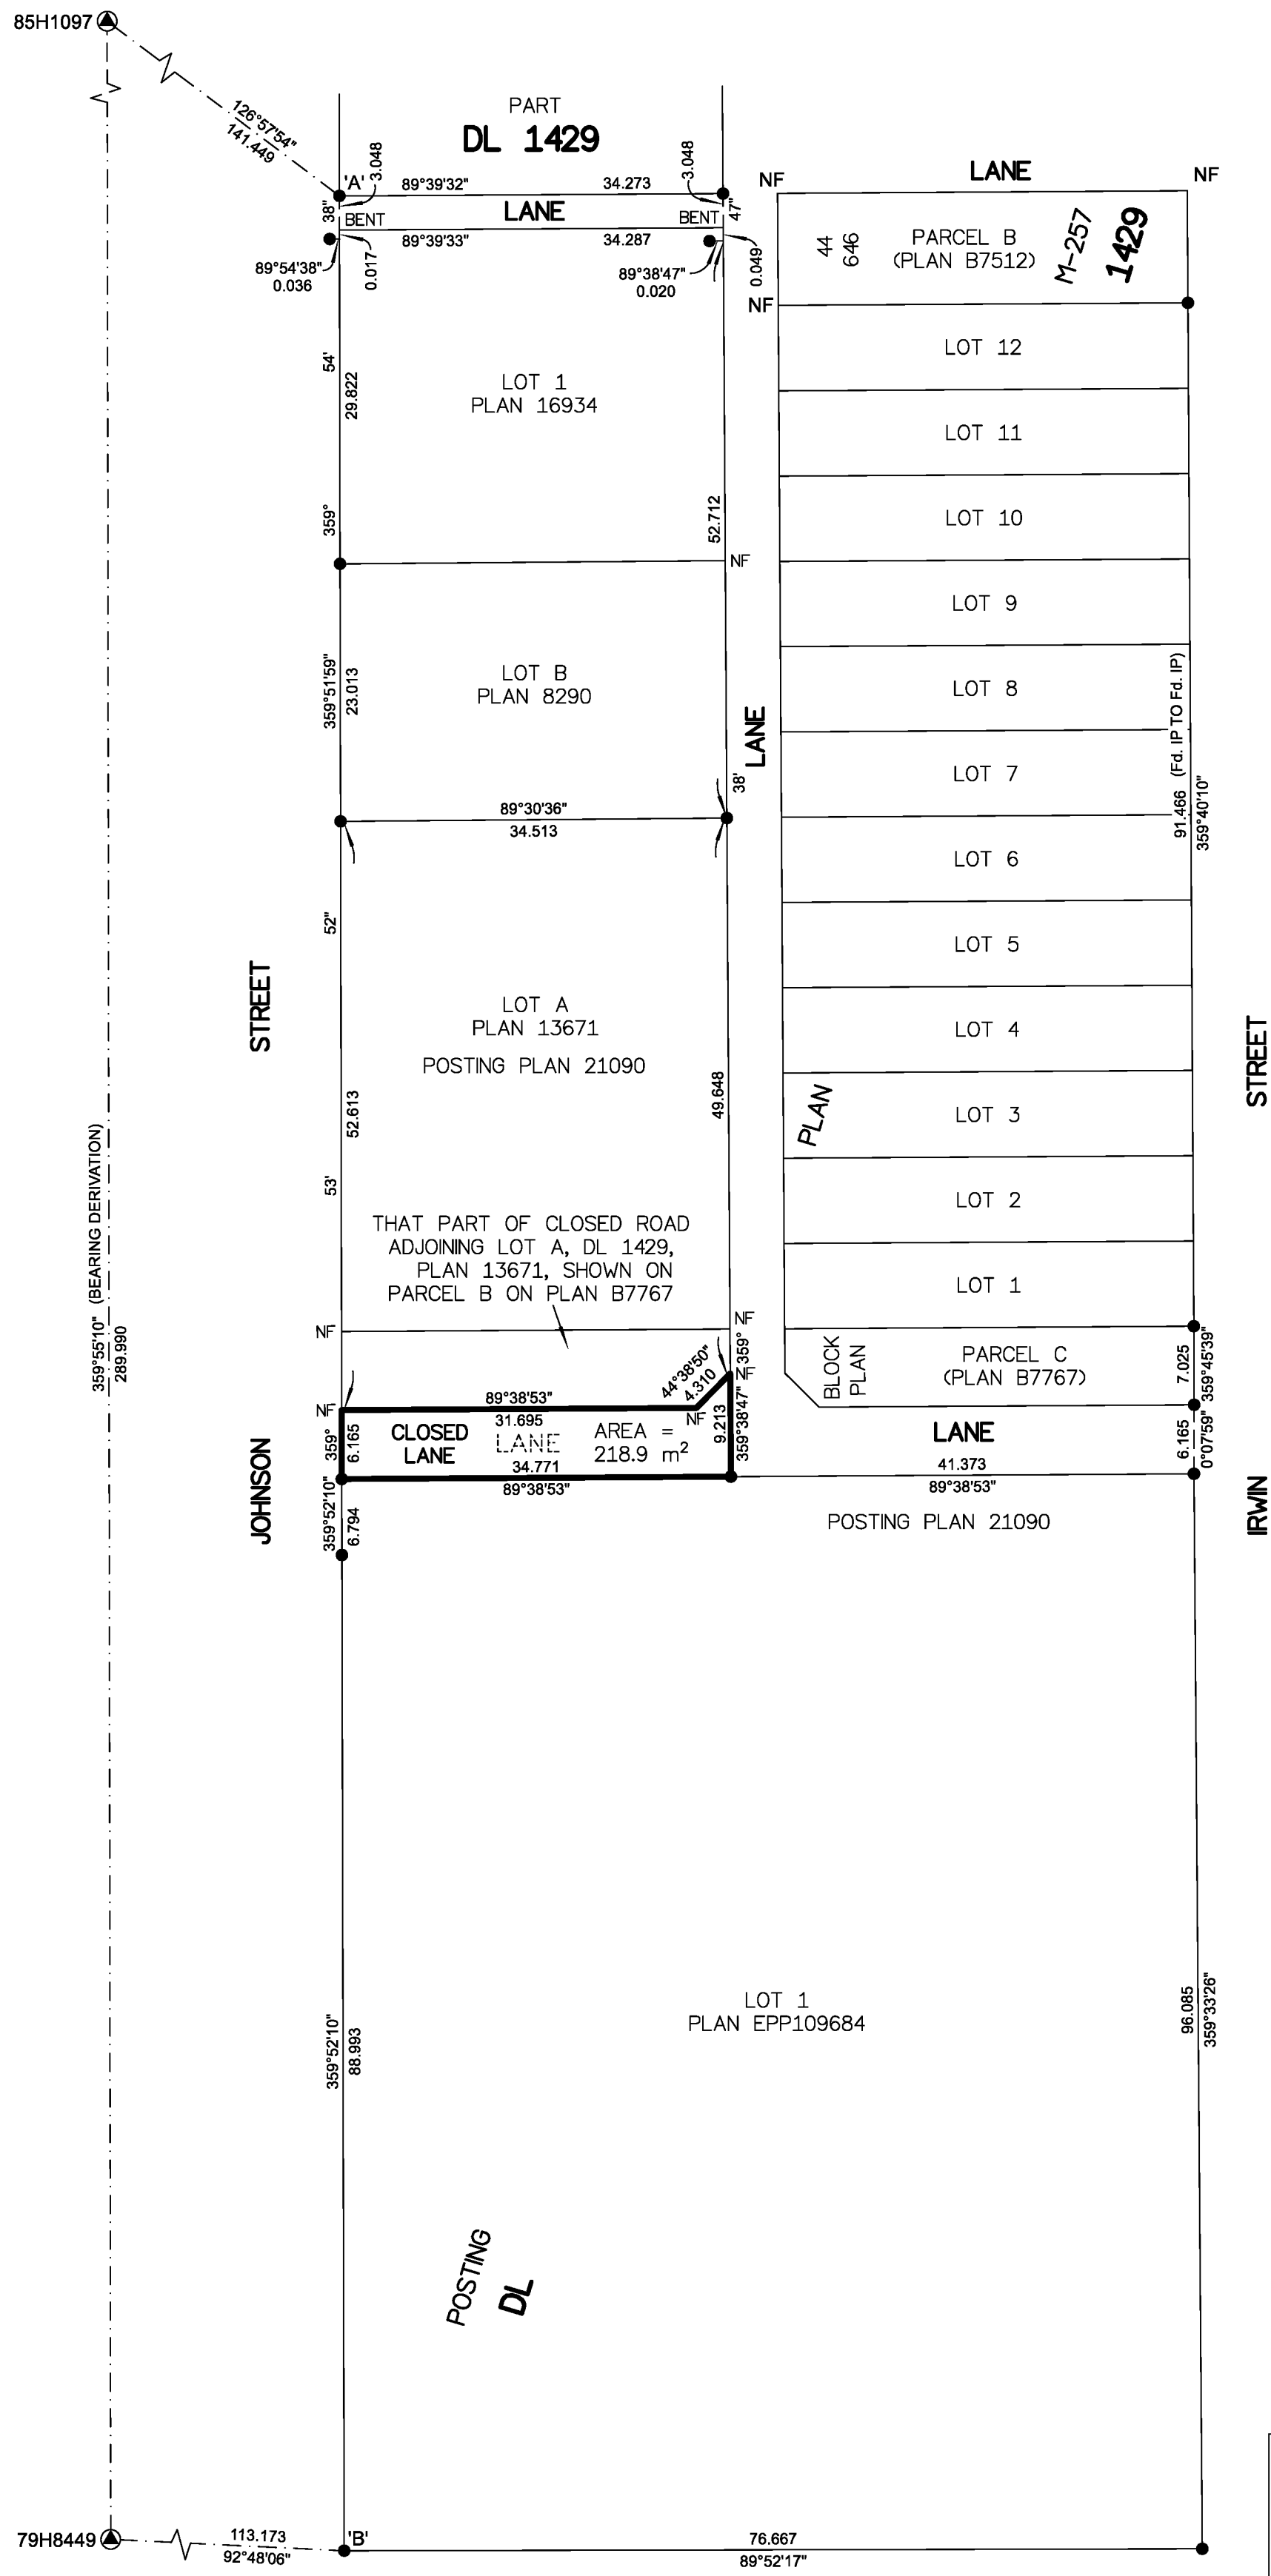 85H1097
126°57'54"
141.449
PART
DL 1429
'A'
3.048
89°39'32"
34.273
3.048
38"
BENT
LANE
BENT
47"
89°39'33"
34.287
89°54'38"
0.036
0.017
89°38'47"
0.020
0.049
NF
LANE
NF
44
646
PARCEL B
(PLAN B7512)
M-257
1429
NF
LOT 12
LOT 11
LOT 10
LOT 9
LOT 8
LOT 7
LOT 6
LOT 5
LOT 4
LOT 3
LOT 2
LOT 1
54'
29.822
LOT 1
PLAN 16934
359°
52.712
NF
359°51'59"
23.013
LOT B
PLAN 8290
LANE
38'
91.466 (Fd. IP TO Fd. IP)
359°40'10"
89°30'36"
34.513
52"
STREET
LOT A
PLAN 13671
POSTING PLAN 21090
52.613
49.648
PLAN
STREET
53'
359°55'10" (BEARING DERIVATION)
289.990
THAT PART OF CLOSED ROAD
ADJOINING LOT A, DL 1429,
PLAN 13671, SHOWN ON
PARCEL B ON PLAN B7767
NF
NF
359°
BLOCK
PLAN
PARCEL C
(PLAN B7767)
7.025
359°45'39"
44°38'50"
4.310
NF
NF
89°38'53"
31.695
NF
359°
6.165
CLOSED
LANE
LANE
AREA =
218.9 m²
9.213
359°38'47"
LANE
6.165
0°07'59"
34.771
89°38'53"
41.373
89°38'53"
JOHNSON
359°52'10"
6.794
POSTING PLAN 21090
IRWIN
359°52'10"
88.993
LOT 1
PLAN EPP109684
96.085
359°33'26"
POSTING
DL
79H8449
113.173
92°48'06"
'B'
76.667
89°52'17"